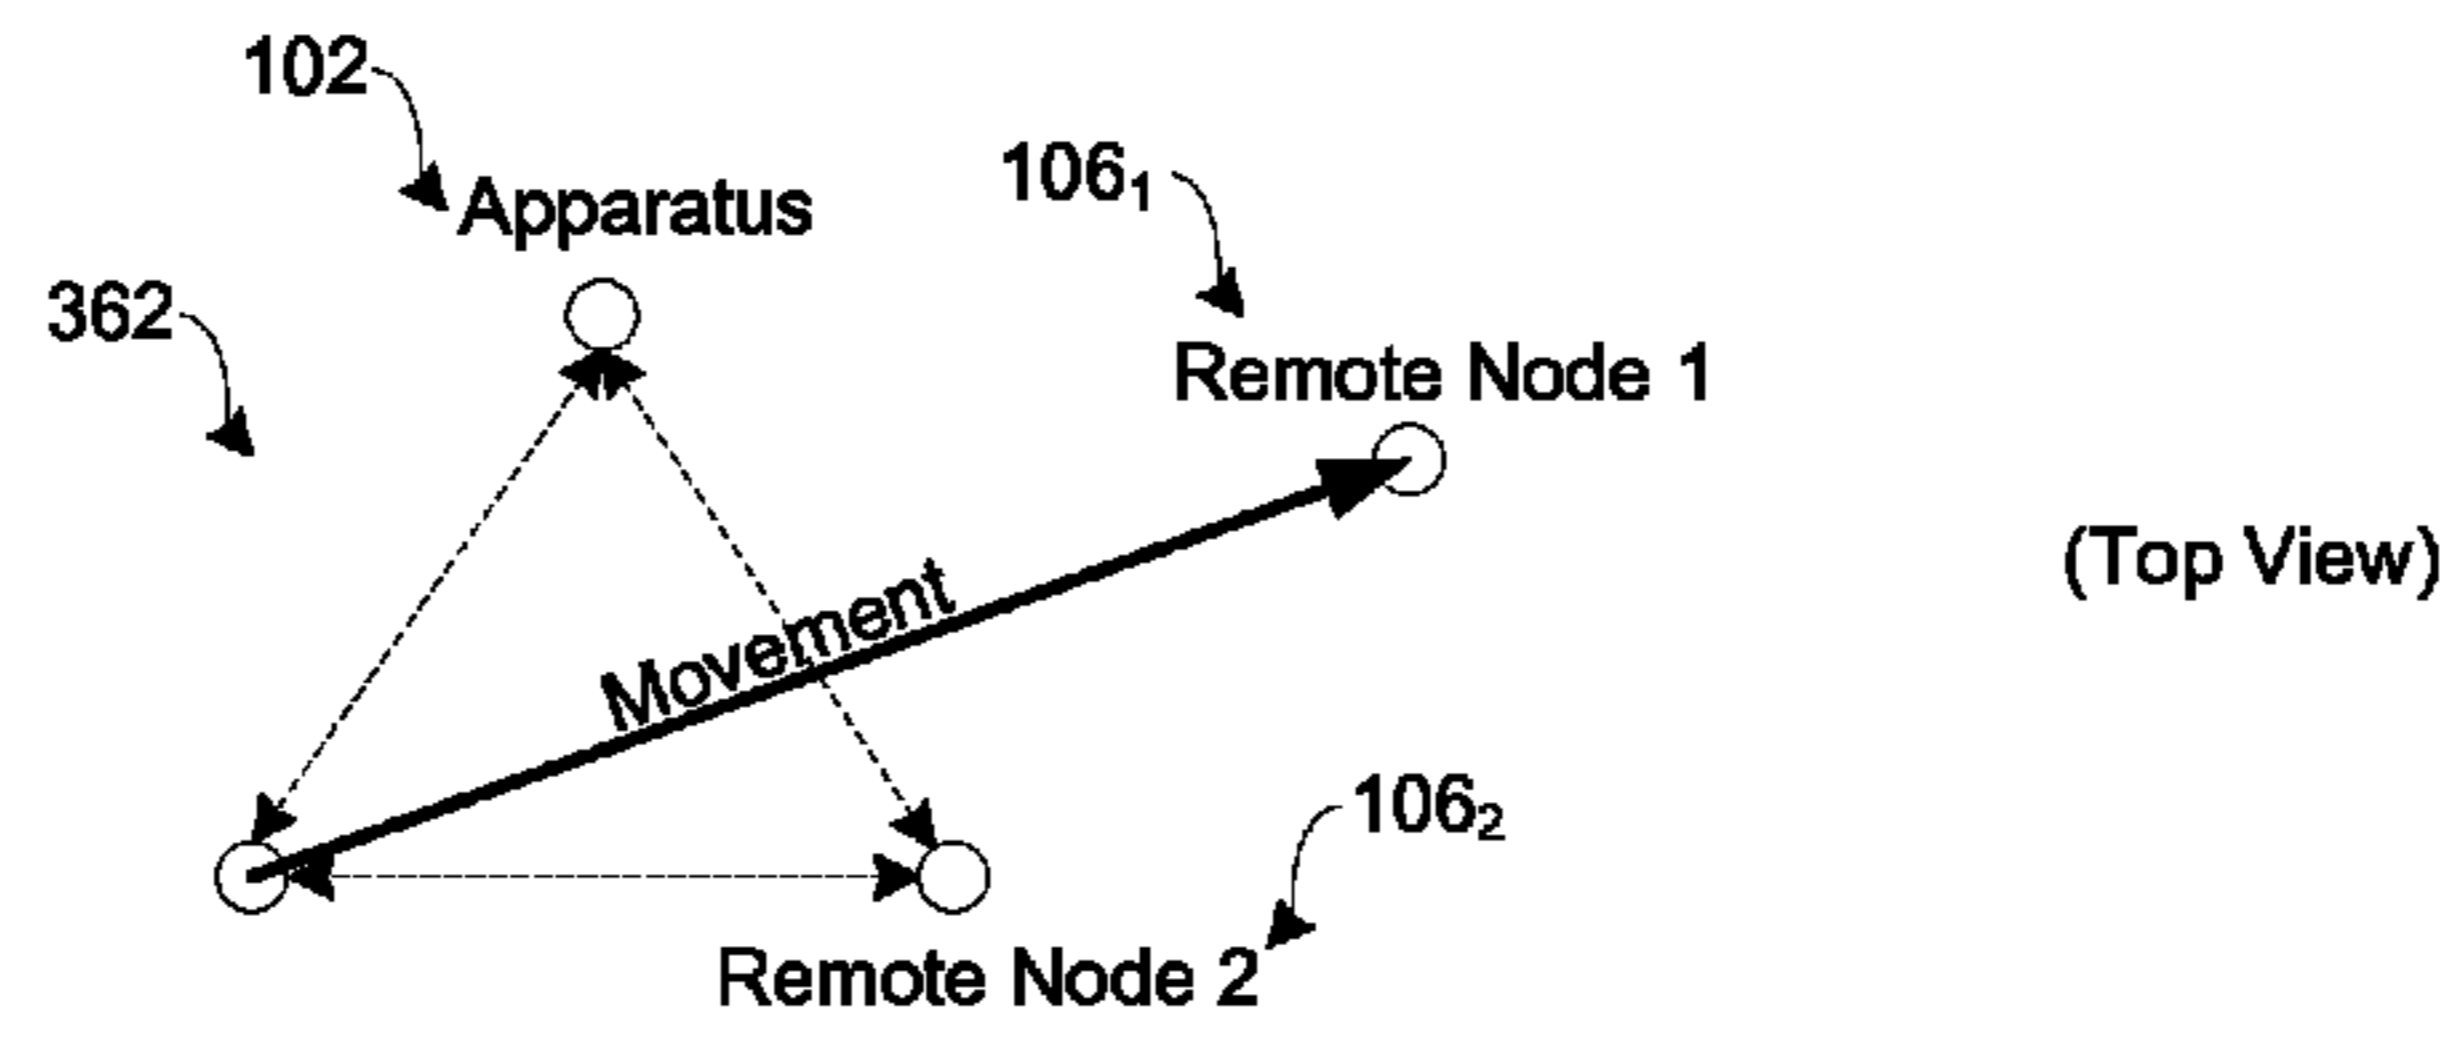 102
Apparatus
106₁
362
Remote Node 1
(Top View)
Movement
106₂
Remote Node 2